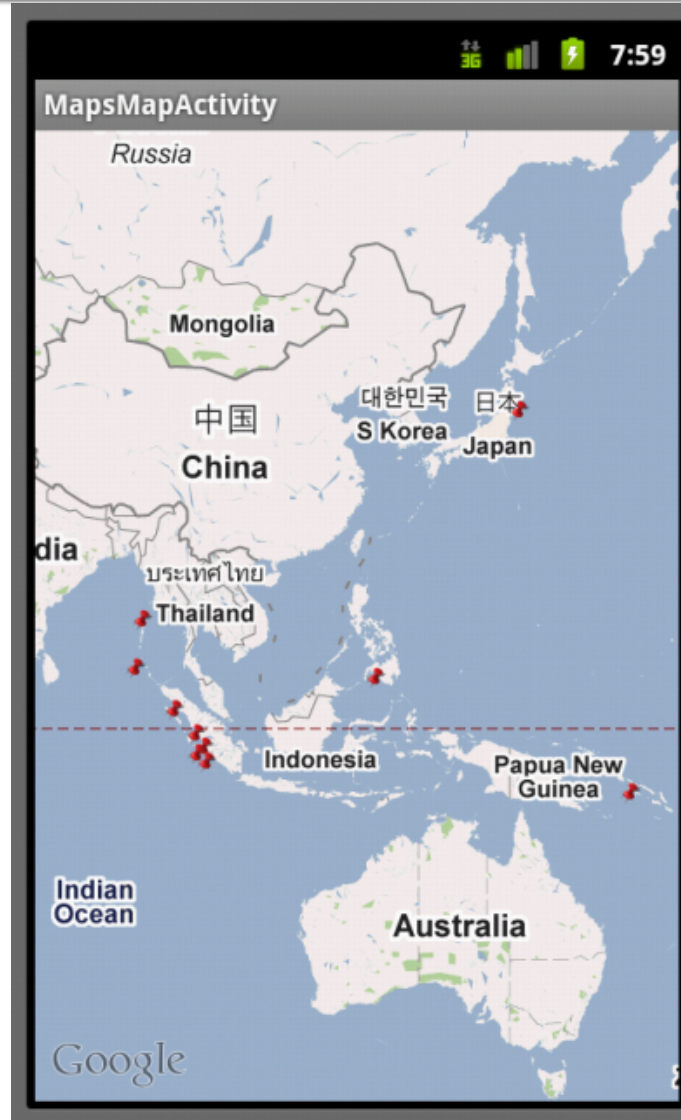 3G 7:59
MapsMapActivity
Russia
Mongolia
中国
China
대한민국
S Korea
日本
Japan
dia
ประเทศไทย
Thailand
Indonesia
Papua New
Guinea
Indian
Ocean
Australia
Google